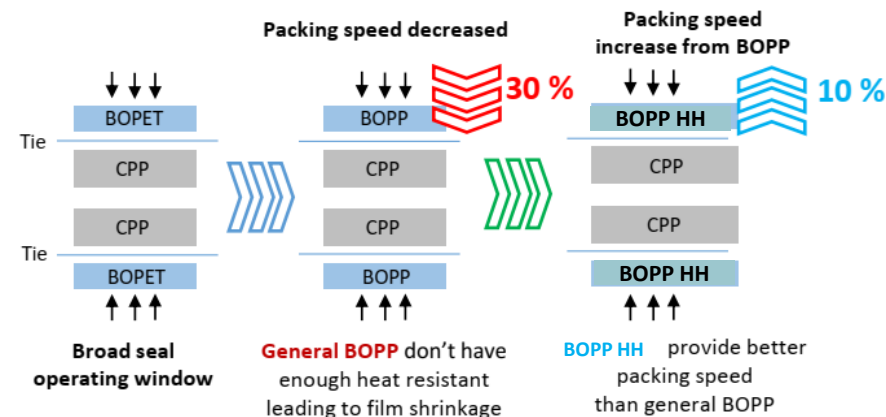 Packing speed decreased
Packing speed
increase from BOPP
30 %
10 %
BOPET
BOPP
BOPP HH
Tie
CPP
CPP
CPP
CPP
CPP
CPP
Tie
BOPET
BOPP
BOPP HH
Broad seal
operating window
General BOPP don't have
enough heat resistant
leading to film shrinkage
BOPP HH provide better
packing speed
than general BOPP